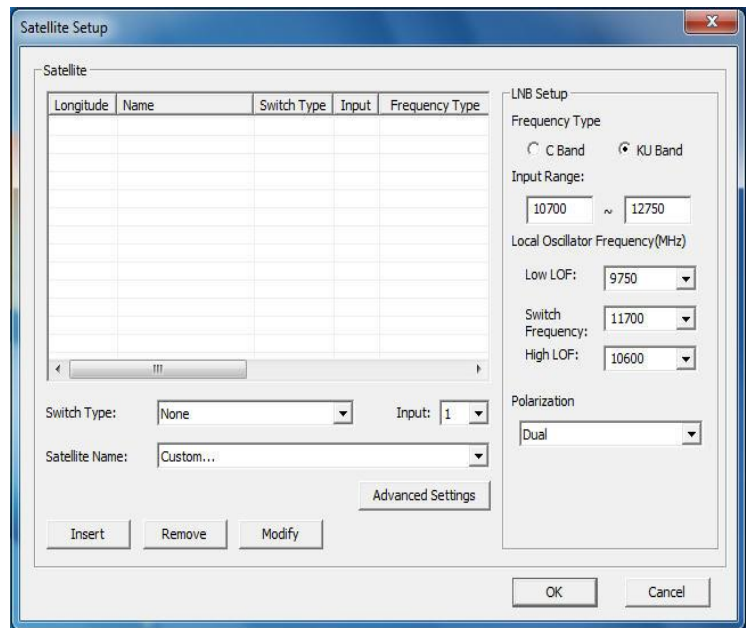 Satellite Setup
Satellite
Longitude Name Switch Type Input Frequency Type
Switch Type: None Input: 1
Satellite Name: Custom...
Advanced Settings
Insert Remove Modify
LNB Setup
Frequency Type
C Band KU Band
Input Range:
10700 ~ 12750
Local Oscillator Frequency(MHz)
Low LOF: 9750
Switch Frequency: 11700
High LOF: 10600
Polarization
Dual
OK Cancel